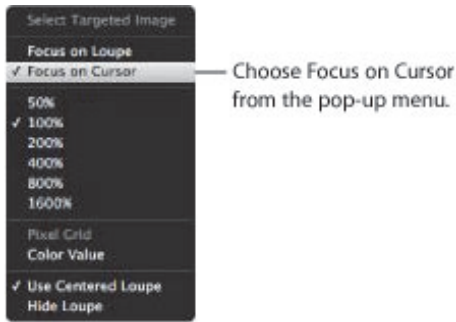 Select Targeted Image
Focus on Loupe
✓ Focus on Cursor
50%
✓ 100%
200%
400%
800%
1600%
Pixel Grid
Color Value
✓ Use Centered Loupe
Hide Loupe
Choose Focus on Cursor
from the pop-up menu.